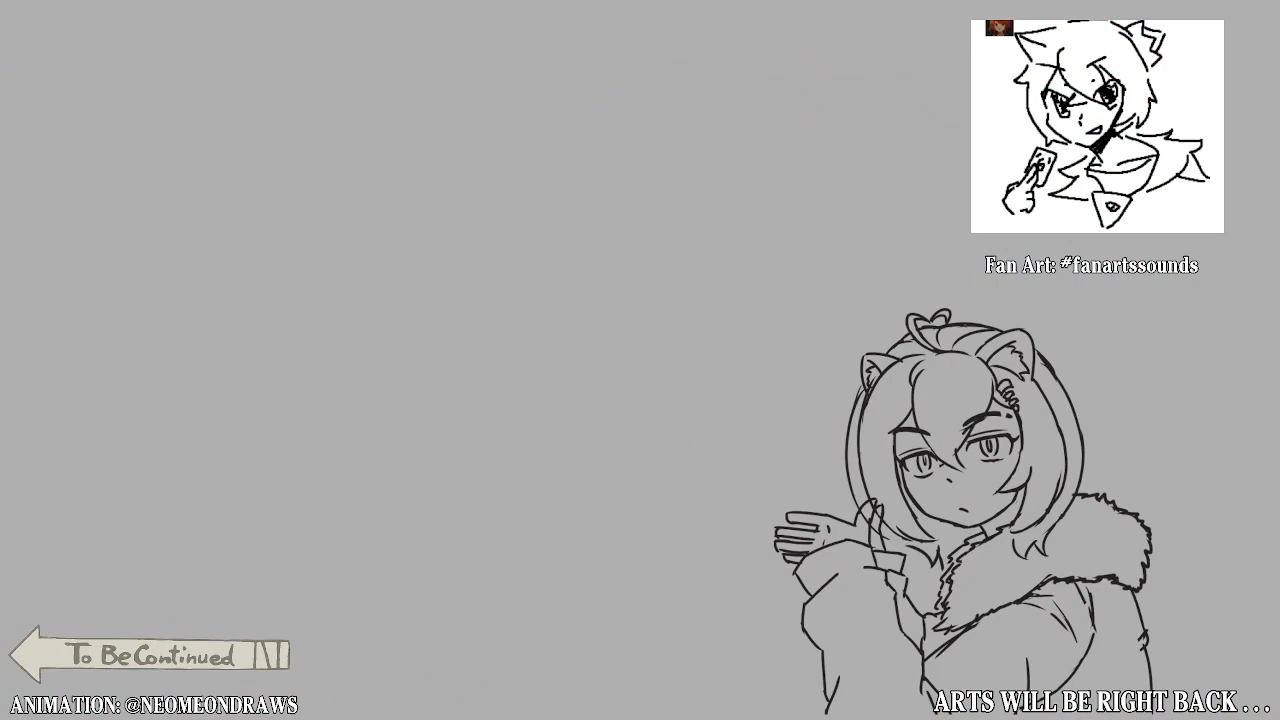 Fan Art: #fanartssounds
To Be Continued
ANIMATION: @NEOMEONDRAWS
ARTS WILL BE RIGHT BACK . . .